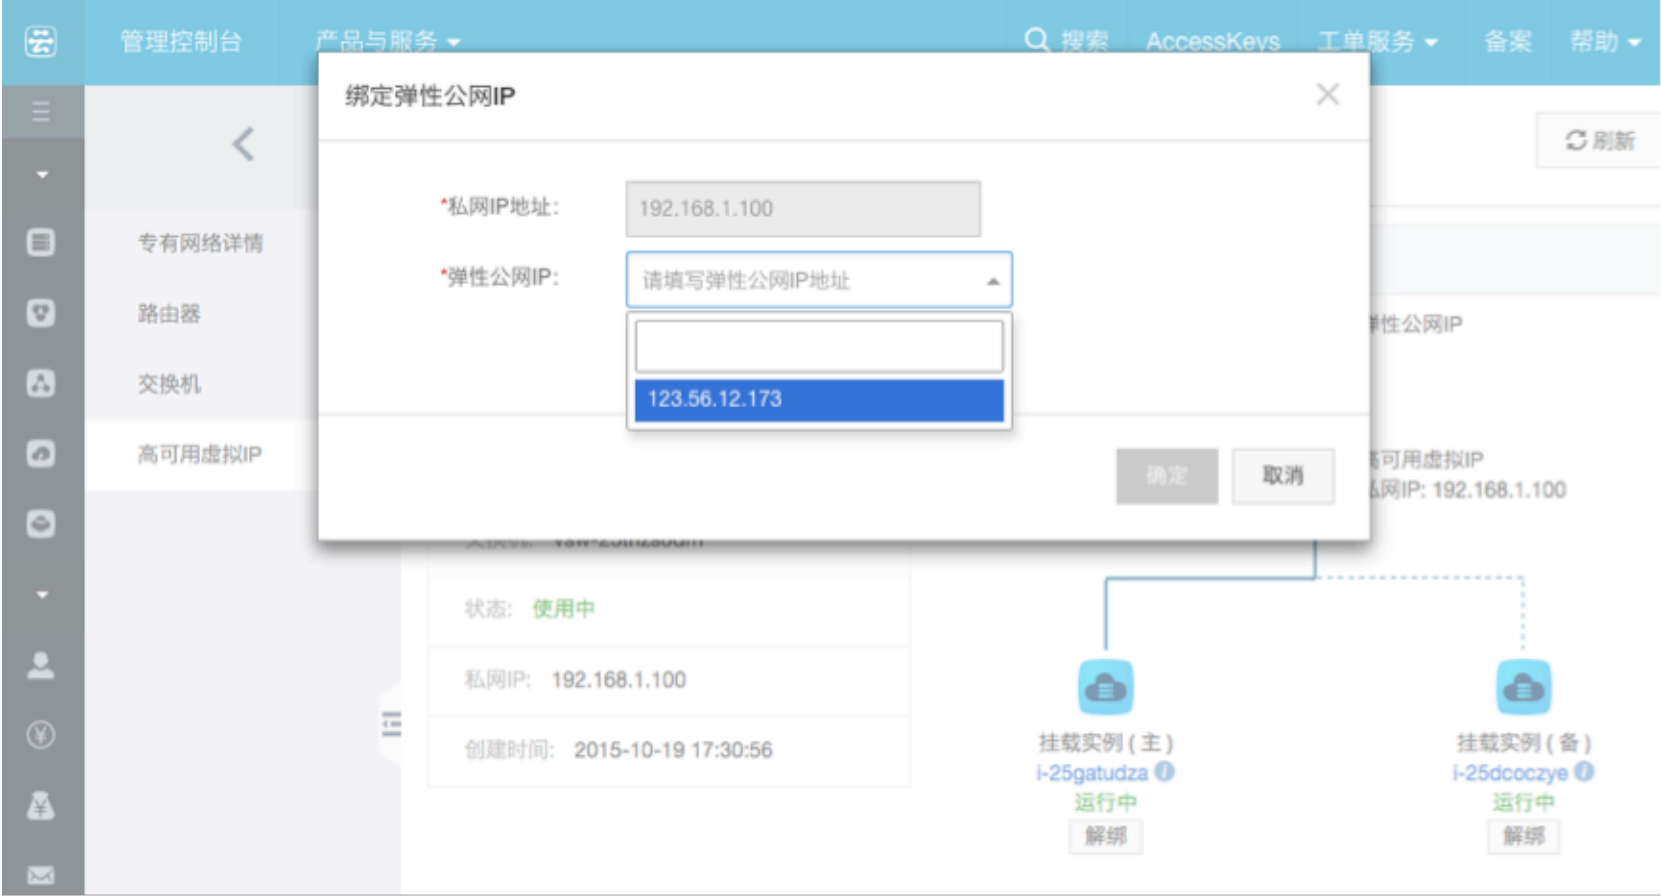 管理控制台
产品与服务
搜索
AccessKeys
工单服务
备案
帮助
绑定弹性公网IP
刷新
*私网IP地址:
192.168.1.100
*弹性公网IP:
请填写弹性公网IP地址
123.56.12.173
确定
取消
专有网络详情
路由器
交换机
高可用虚拟IP
性公网IP
可用虚拟IP
网IP: 192.168.1.100
状态: 使用中
私网IP: 192.168.1.100
创建时间: 2015-10-19 17:30:56
挂载实例 ( 主 )
i-25gatudza
运行中
解绑
挂载实例 ( 备 )
i-25dcoczye
运行中
解绑